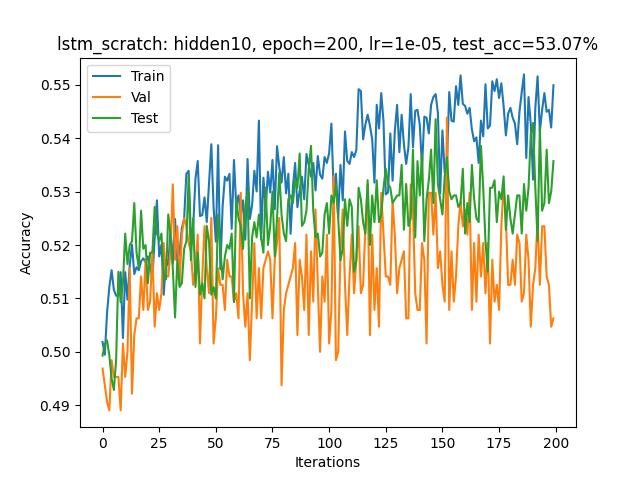 lstm_scratch: hidden10, epoch=200, lr=1e-05, test_acc=53.07%
Train
Val
Test
Accuracy
0.55
0.54
0.53
0.52
0.51
0.50
0.49
0
25
50
75
100
125
150
175
200
Iterations